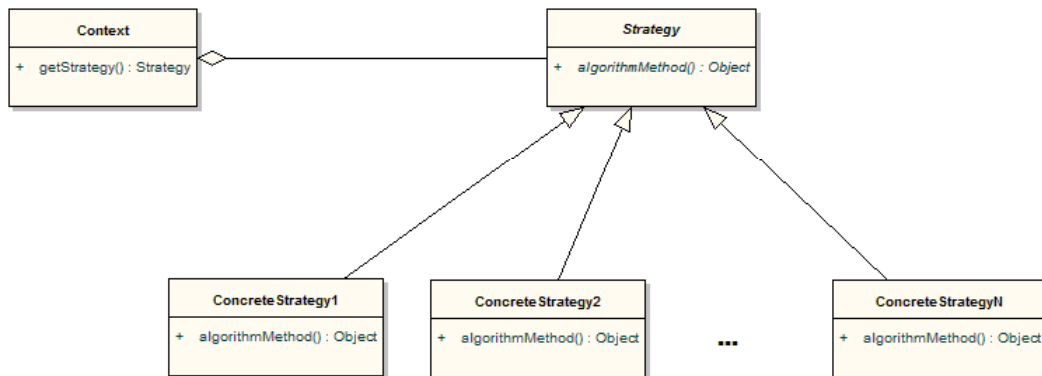 Context
+ getStrategy() : Strategy
Strategy
+ algorithmMethod() : Object
ConcreteStrategy1
+ algorithmMethod() : Object
ConcreteStrategy2
+ algorithmMethod() : Object
...
ConcreteStrategyN
+ algorithmMethod() : Object